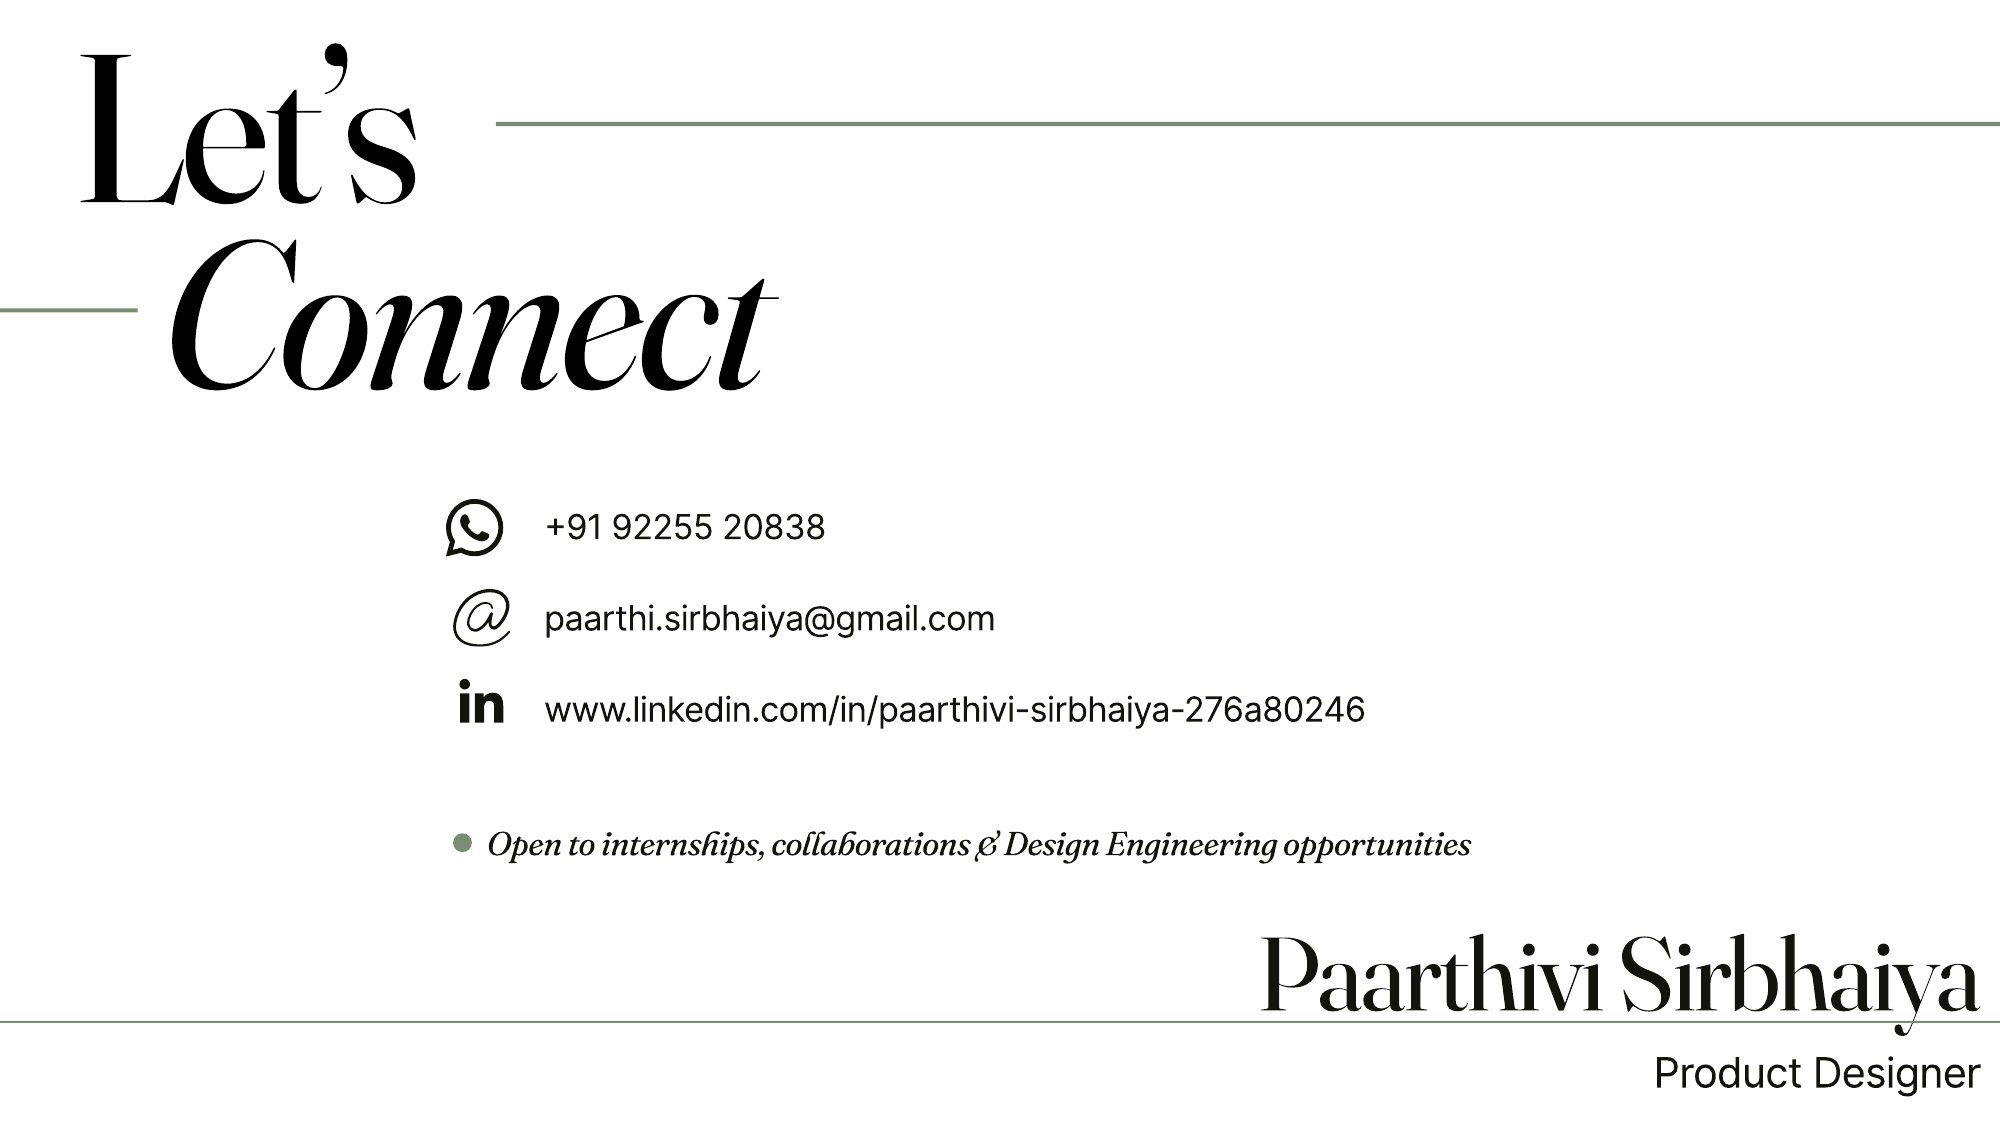 Let’s
Connect
+91 92255 20838
@ paarthi.sirbhaiya@gmail.com
in www.linkedin.com/in/paarthivi-sirbhaiya-276a80246
Open to internships, collaborations & Design Engineering opportunities
Paarthivi Sirbhaiya
Product Designer